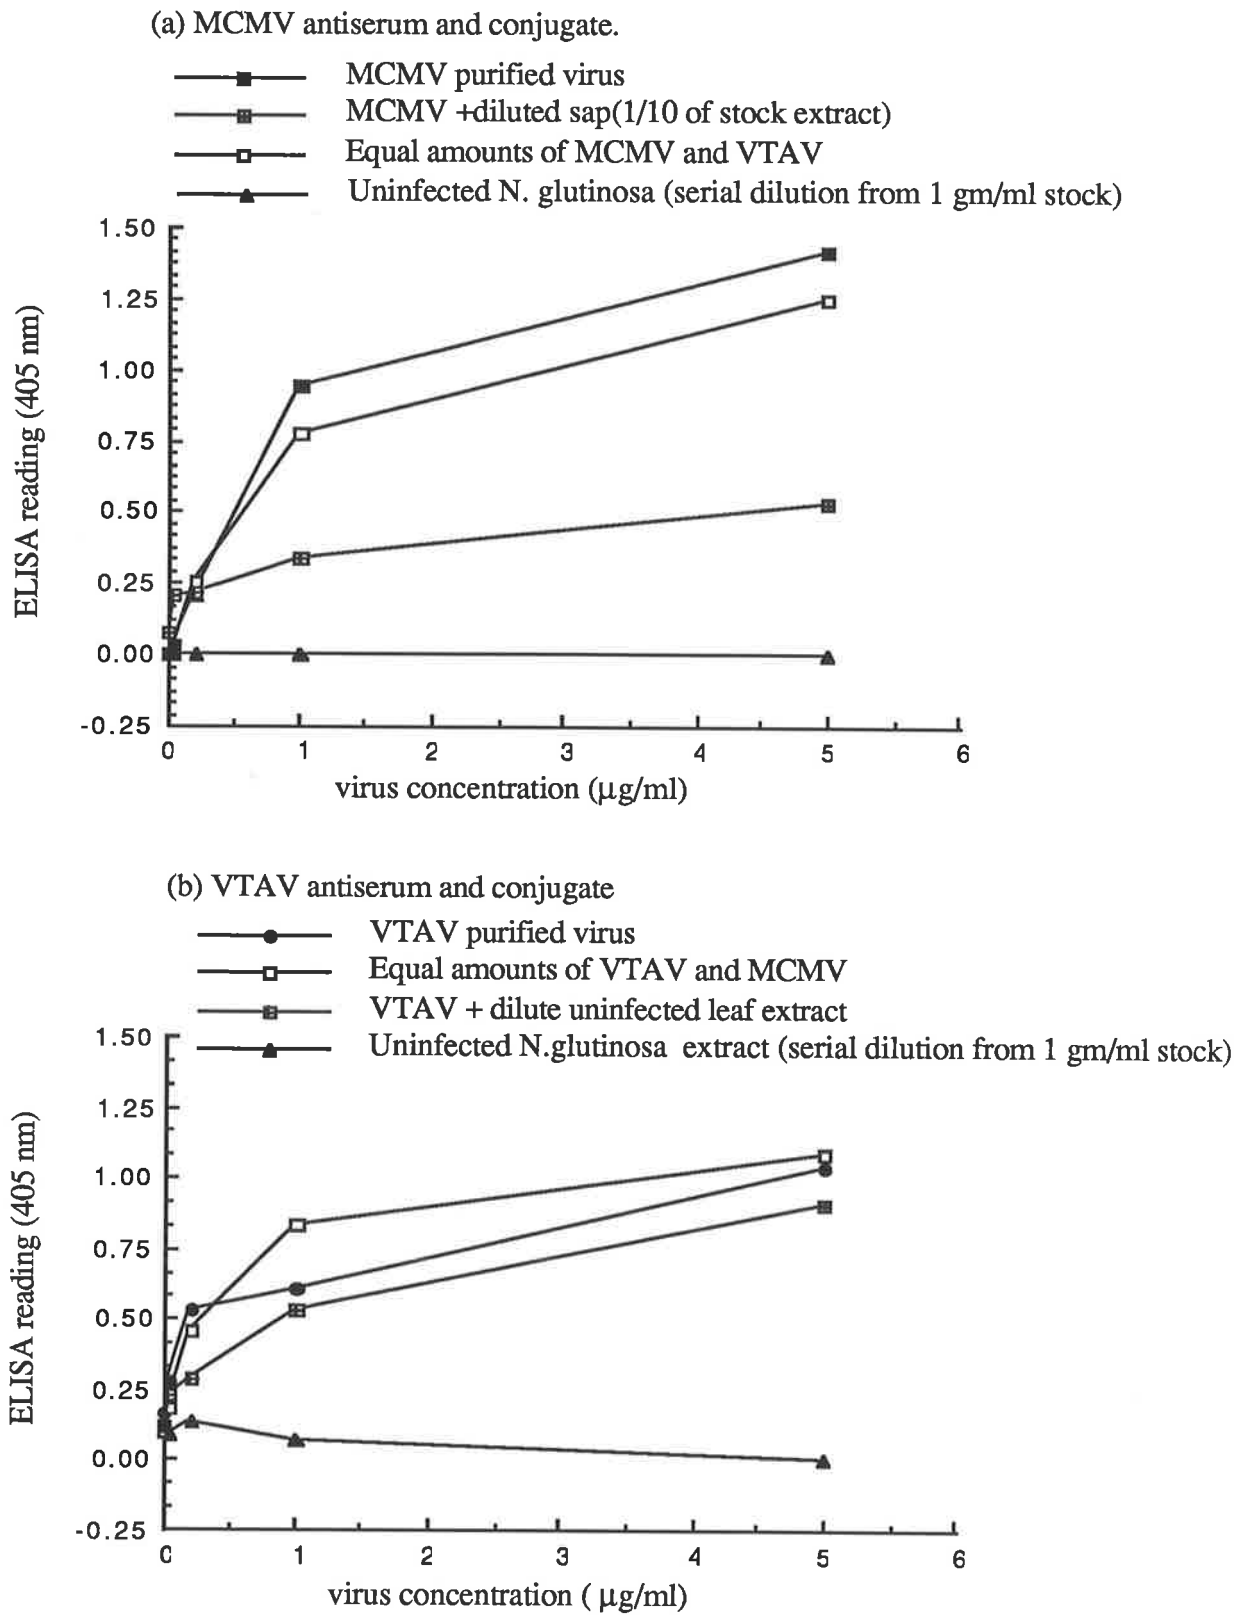 (a) MCMV antiserum and conjugate.
MCMV purified virus
MCMV +diluted sap(1/10 of stock extract)
Equal amounts of MCMV and VTAV
Uninfected N. glutinosa (serial dilution from 1 gm/ml stock)
1.50
1.25
1.00
0.75
0.50
0.25
0.00
-0.25
ELISA reading (405 nm)
0 1 2 3 4 5 6
virus concentration (μg/ml)
(b) VTAV antiserum and conjugate
VTAV purified virus
Equal amounts of VTAV and MCMV
VTAV + dilute uninfected leaf extract
Uninfected N.glutinosa extract (serial dilution from 1 gm/ml stock)
1.50
1.25
1.00
0.75
0.50
0.25
0.00
-0.25
ELISA reading (405 nm)
0 1 2 3 4 5 6
virus concentration ( μg/ml)